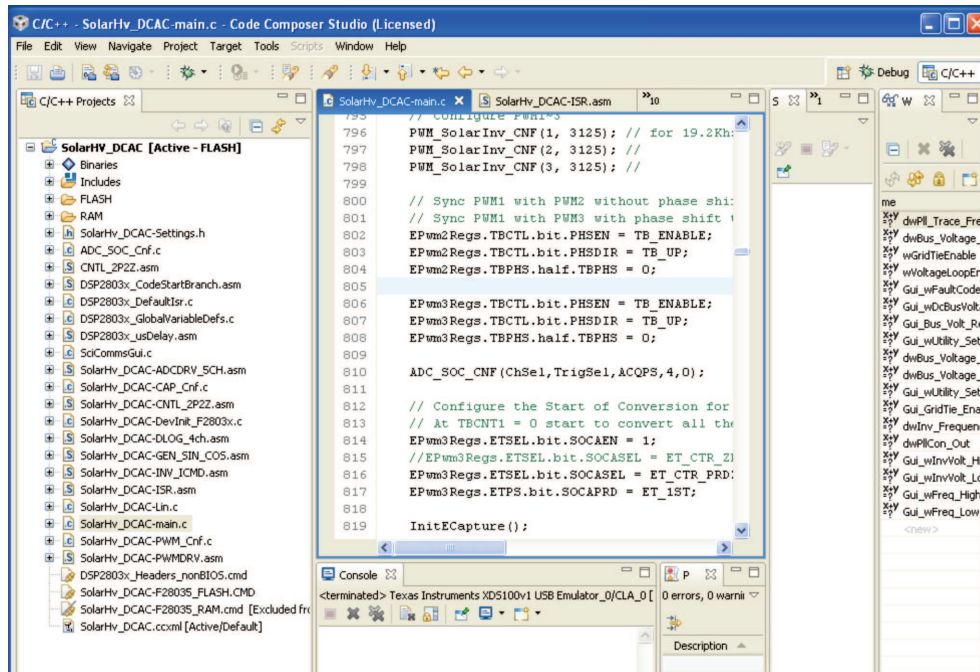 C/C++ - SolarHv_DCAC-main.c - Code Composer Studio (Licensed)
File Edit View Navigate Project Target Tools Scripts Window Help
Debug C/C++
C/C++ Projects
SolarHv_DCAC [Active - FLASH]
Binaries
Includes
FLASH
RAM
SolarHv_DCAC-Settings.h
ADC_SOC_Cnf.c
CNTL_2P2Z.asm
DSP2803x_CodeStartBranch.asm
DSP2803x_DefaultIsr.c
DSP2803x_GlobalVariableDefs.c
DSP2803x_usDelay.asm
SciCommsGui.c
SolarHv_DCAC-ADCDRV_5CH.asm
SolarHv_DCAC-CAP_Cnf.c
SolarHv_DCAC-CNTL_2P2Z.asm
SolarHv_DCAC-DevInit_F2803x.c
SolarHv_DCAC-DLOG_4ch.asm
SolarHv_DCAC-GEN_SIN_COS.asm
SolarHv_DCAC-INV_ICMD.asm
SolarHv_DCAC-ISR.asm
SolarHv_DCAC-Lin.c
SolarHv_DCAC-main.c
SolarHv_DCAC-PWM_Cnf.c
SolarHv_DCAC-PWMDRV.asm
DSP2803x_Headers_nonBIOS.cmd
SolarHv_DCAC-F28035_FLASH.CMD
SolarHv_DCAC-F28035_RAM.cmd [Excluded fro
SolarHv_DCAC.ccxml [Active/Default]
SolarHv_DCAC-main.c SolarHv_DCAC-ISR.asm »10
795 // Configure PWM1~3
796 PWM_SolarInv_CNF(1, 3125); // for 19.2Kh
797 PWM_SolarInv_CNF(2, 3125); //
798 PWM_SolarInv_CNF(3, 3125); //
799
800 // Sync PWM1 with PWM2 without phase shi
801 // Sync PWM1 with PWM3 with phase shift
802 EPwm2Regs.TBCTL.bit.PHSEN = TB_ENABLE;
803 EPwm2Regs.TBCTL.bit.PHSDIR = TB_UP;
804 EPwm2Regs.TBPHS.half.TBPHS = 0;
805
806 EPwm3Regs.TBCTL.bit.PHSEN = TB_ENABLE;
807 EPwm3Regs.TBCTL.bit.PHSDIR = TB_UP;
808 EPwm3Regs.TBPHS.half.TBPHS = 0;
809
810 ADC_SOC_CNF(ChSel,TrigSel,ACQPS,4,0);
811
812 // Configure the Start of Conversion for
813 // At TBCNT1 = 0 start to convert all the
814 EPwm3Regs.ETSEL.bit.SOCAEN = 1;
815 //EPwm3Regs.ETSEL.bit.SOCASEL = ET_CTR_Z
816 EPwm3Regs.ETSEL.bit.SOCASEL = ET_CTR_PRD
817 EPwm3Regs.ETPS.bit.SOCAPRD = ET_1ST;
818
819 InitECapture();
Console
<terminated> Texas Instruments XDS100v1 USB Emulator_0/CLA_0 [
P
0 errors, 0 warnii
Description
S »1
W
me
dwPll_Trace_Fre
dwBus_Voltage_
wGridTieEnable
wVoltageLoopEn
Gui_wFaultCode
Gui_wDcBusVolt
Gui_Bus_Volt_Re
Gui_wUtility_Set
dwBus_Voltage_
dwBus_Voltage_
Gui_wUtility_Set
Gui_GridTie_Ena
dwInv_Frequen
dwPllCon_Out
Gui_wInvVolt_Hi
Gui_wInvVolt_Lo
Gui_wFreq_High
Gui_wFreq_Low
<new>